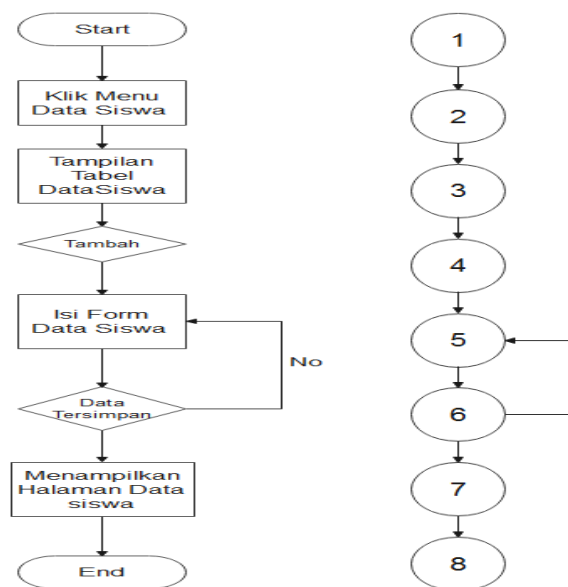 Start
Klik Menu
Data Siswa
Tampilan
Tabel
DataSiswa
Tambah
Isi Form
Data Siswa
No
Data
Tersimpan
Menampilkan
Halaman Data
siswa
End
1
2
3
4
5
6
7
8